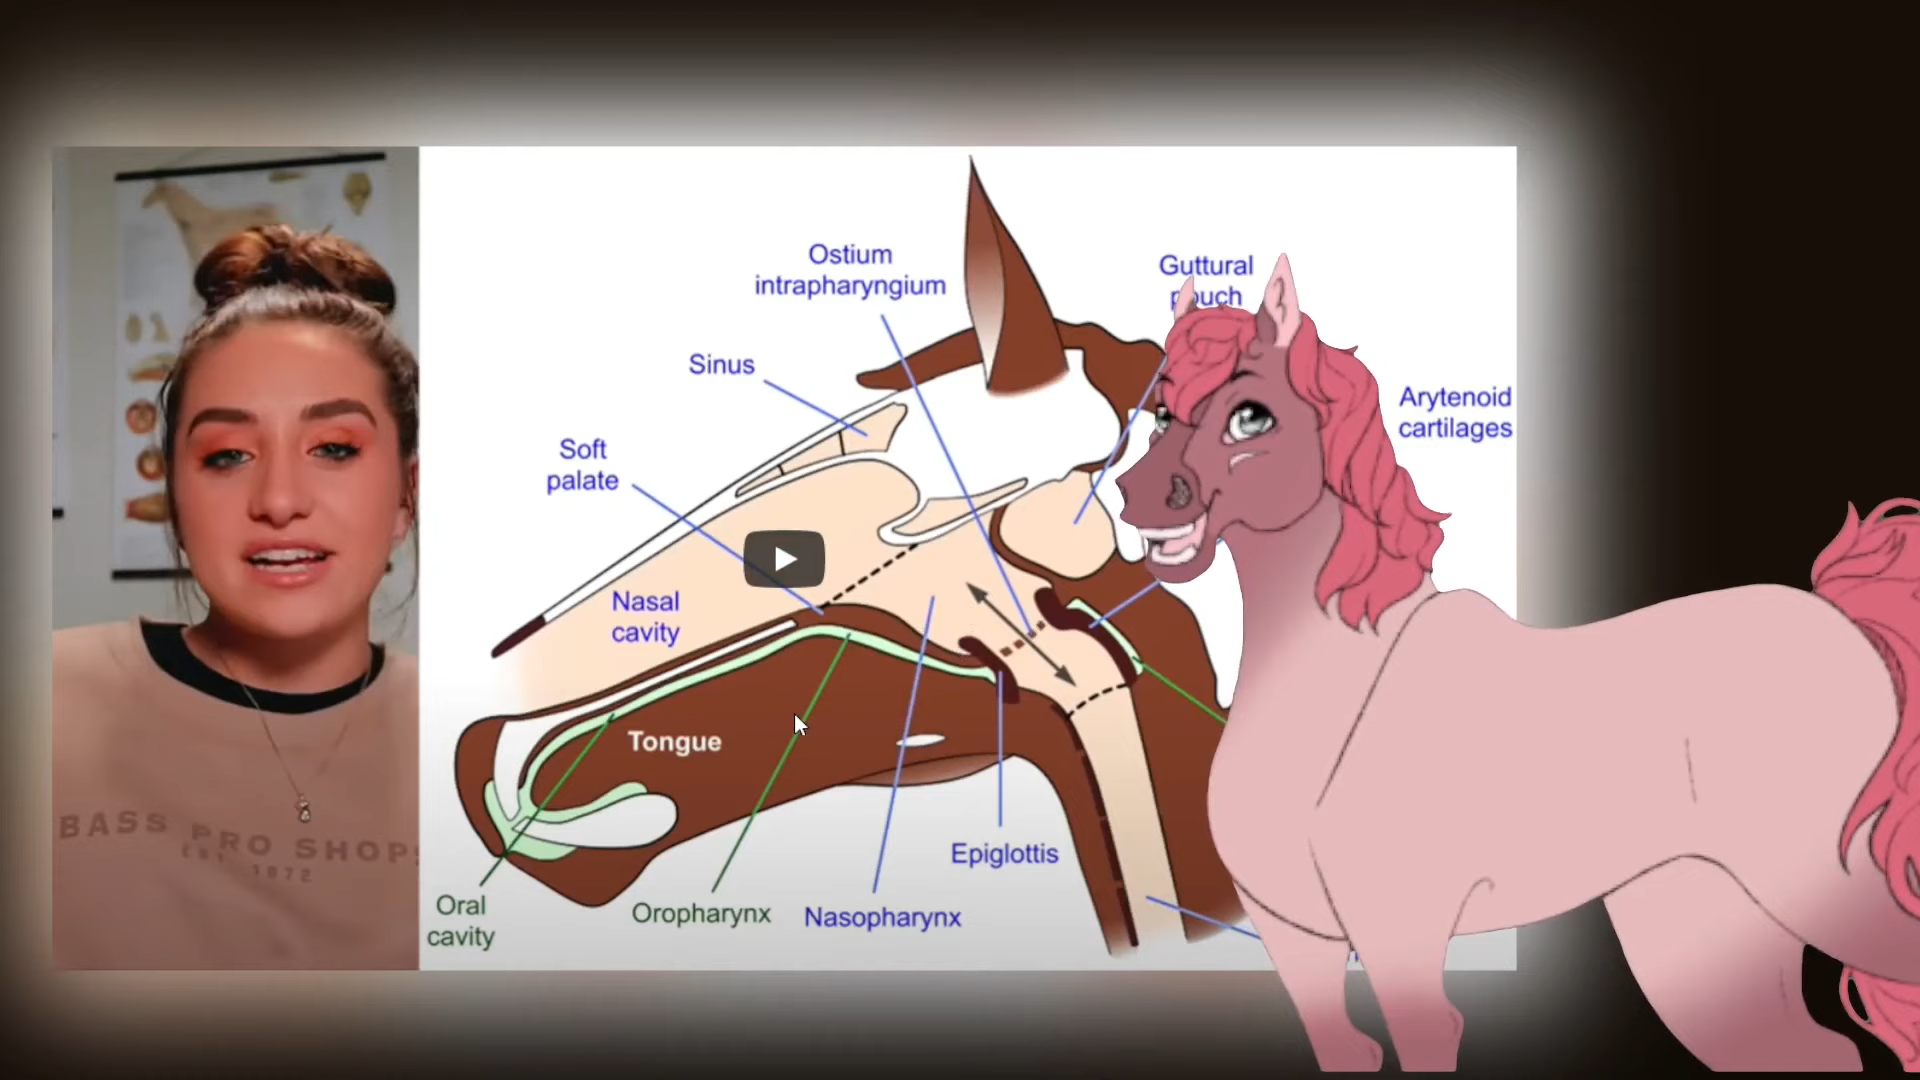 Ostium
intrapharyngium
Guttural
pouch
Sinus
Arytenoid
cartilages
Soft
palate
Nasal
cavity
Tongue
Epiglottis
Oral
cavity
Oropharynx
Nasopharynx
BASS PRO SHOPS
EST. 1972